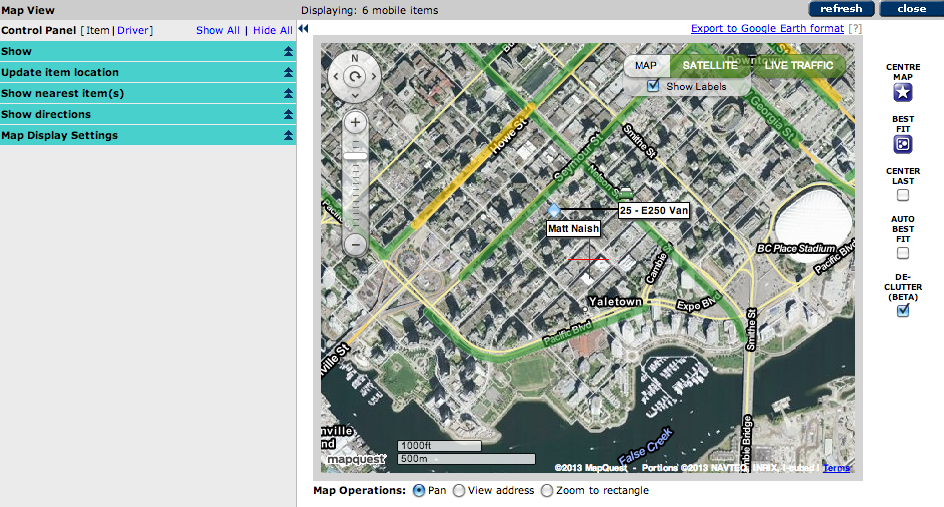 Map View
Displaying: 6 mobile items
refresh
close
Control Panel [Item|Driver]
Show All | Hide All
Export to Google Earth format [?]
Show
Update item location
Show nearest item(s)
Show directions
Map Display Settings
N
MAP
SATELLITE
LIVE TRAFFIC
Show Labels
Downtown
Georgia St
Howe St
Seymour St
Smithe St
Nelson St
Pacific
25 - E250 Van
Matt Naish
BC Place Stadium
Pacific Blvd
Cambie St
Yaletown
Expo Blvd
Smithe St
Pacific Blvd
ville St
nville
nd
False Creek
mbie Bridge
1000ft
500m
mapquest
©2013 MapQuest - Portions ©2013 NAVTEQ, INRIX, i-cubed |
Terms
CENTRE
MAP
BEST
FIT
CENTER
LAST
AUTO
BEST
FIT
DE-
CLUTTER
(BETA)
Map Operations: Pan View address Zoom to rectangle